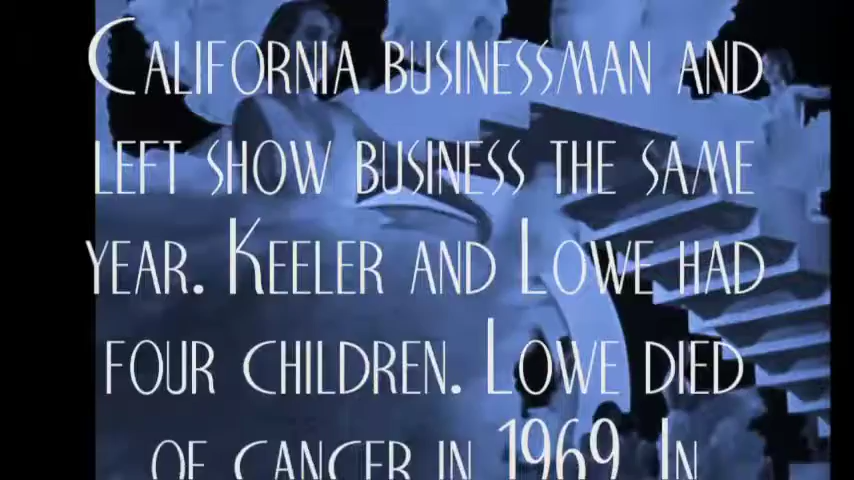 California businessman and
left show business the same
year. Keeler and Lowe had
four children. Lowe died
of cancer in 1969. In